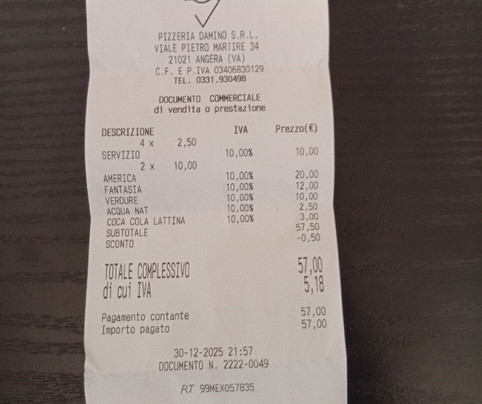 PIZZERIA DAMINO S.R.L.
VIALE PIETRO MARTIRE 34
21021 ANGERA (VA)
C.F. E P.IVA 03406830129
TEL. 0331.930498
DOCUMENTO COMMERCIALE
di vendita o prestazione
DESCRIZIONE IVA Prezzo(€)
4 x 2,50
SERVIZIO 10,00% 10,00
2 x 10,00
AMERICA 10,00% 20,00
FANTASIA 10,00% 12,00
VERDURE 10,00% 10,00
ACQUA NAT 10,00% 2,50
COCA COLA LATTINA 10,00% 3,00
SUBTOTALE 57,50
SCONTO -0,50
TOTALE COMPLESSIVO 57,00
di cui IVA 5,18
Pagamento contante 57,00
Importo pagato 57,00
30-12-2025 21:57
DOCUMENTO N. 2222-0049
RT 99MEX057835